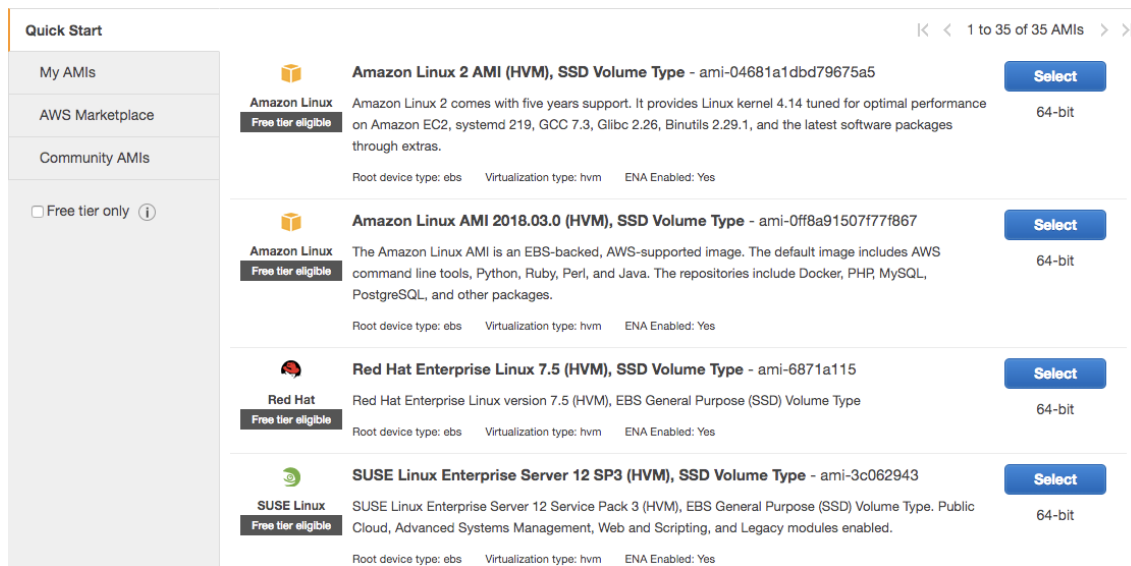 Quick Start
1 to 35 of 35 AMIs
My AMIs
AWS Marketplace
Community AMIs
Free tier only
Amazon Linux
Free tier eligible
Amazon Linux 2 AMI (HVM), SSD Volume Type - ami-04681a1dbd79675a5
Amazon Linux 2 comes with five years support. It provides Linux kernel 4.14 tuned for optimal performance
on Amazon EC2, systemd 219, GCC 7.3, Glibc 2.26, Binutils 2.29.1, and the latest software packages
through extras.
Root device type: ebs Virtualization type: hvm ENA Enabled: Yes
Select
64-bit
Amazon Linux
Free tier eligible
Amazon Linux AMI 2018.03.0 (HVM), SSD Volume Type - ami-0ff8a91507f77f867
The Amazon Linux AMI is an EBS-backed, AWS-supported image. The default image includes AWS
command line tools, Python, Ruby, Perl, and Java. The repositories include Docker, PHP, MySQL,
PostgreSQL, and other packages.
Root device type: ebs Virtualization type: hvm ENA Enabled: Yes
Select
64-bit
Red Hat
Free tier eligible
Red Hat Enterprise Linux 7.5 (HVM), SSD Volume Type - ami-6871a115
Red Hat Enterprise Linux version 7.5 (HVM), EBS General Purpose (SSD) Volume Type
Root device type: ebs Virtualization type: hvm ENA Enabled: Yes
Select
64-bit
SUSE Linux
Free tier eligible
SUSE Linux Enterprise Server 12 SP3 (HVM), SSD Volume Type - ami-3c062943
SUSE Linux Enterprise Server 12 Service Pack 3 (HVM), EBS General Purpose (SSD) Volume Type. Public
Cloud, Advanced Systems Management, Web and Scripting, and Legacy modules enabled.
Root device type: ebs Virtualization type: hvm ENA Enabled: Yes
Select
64-bit